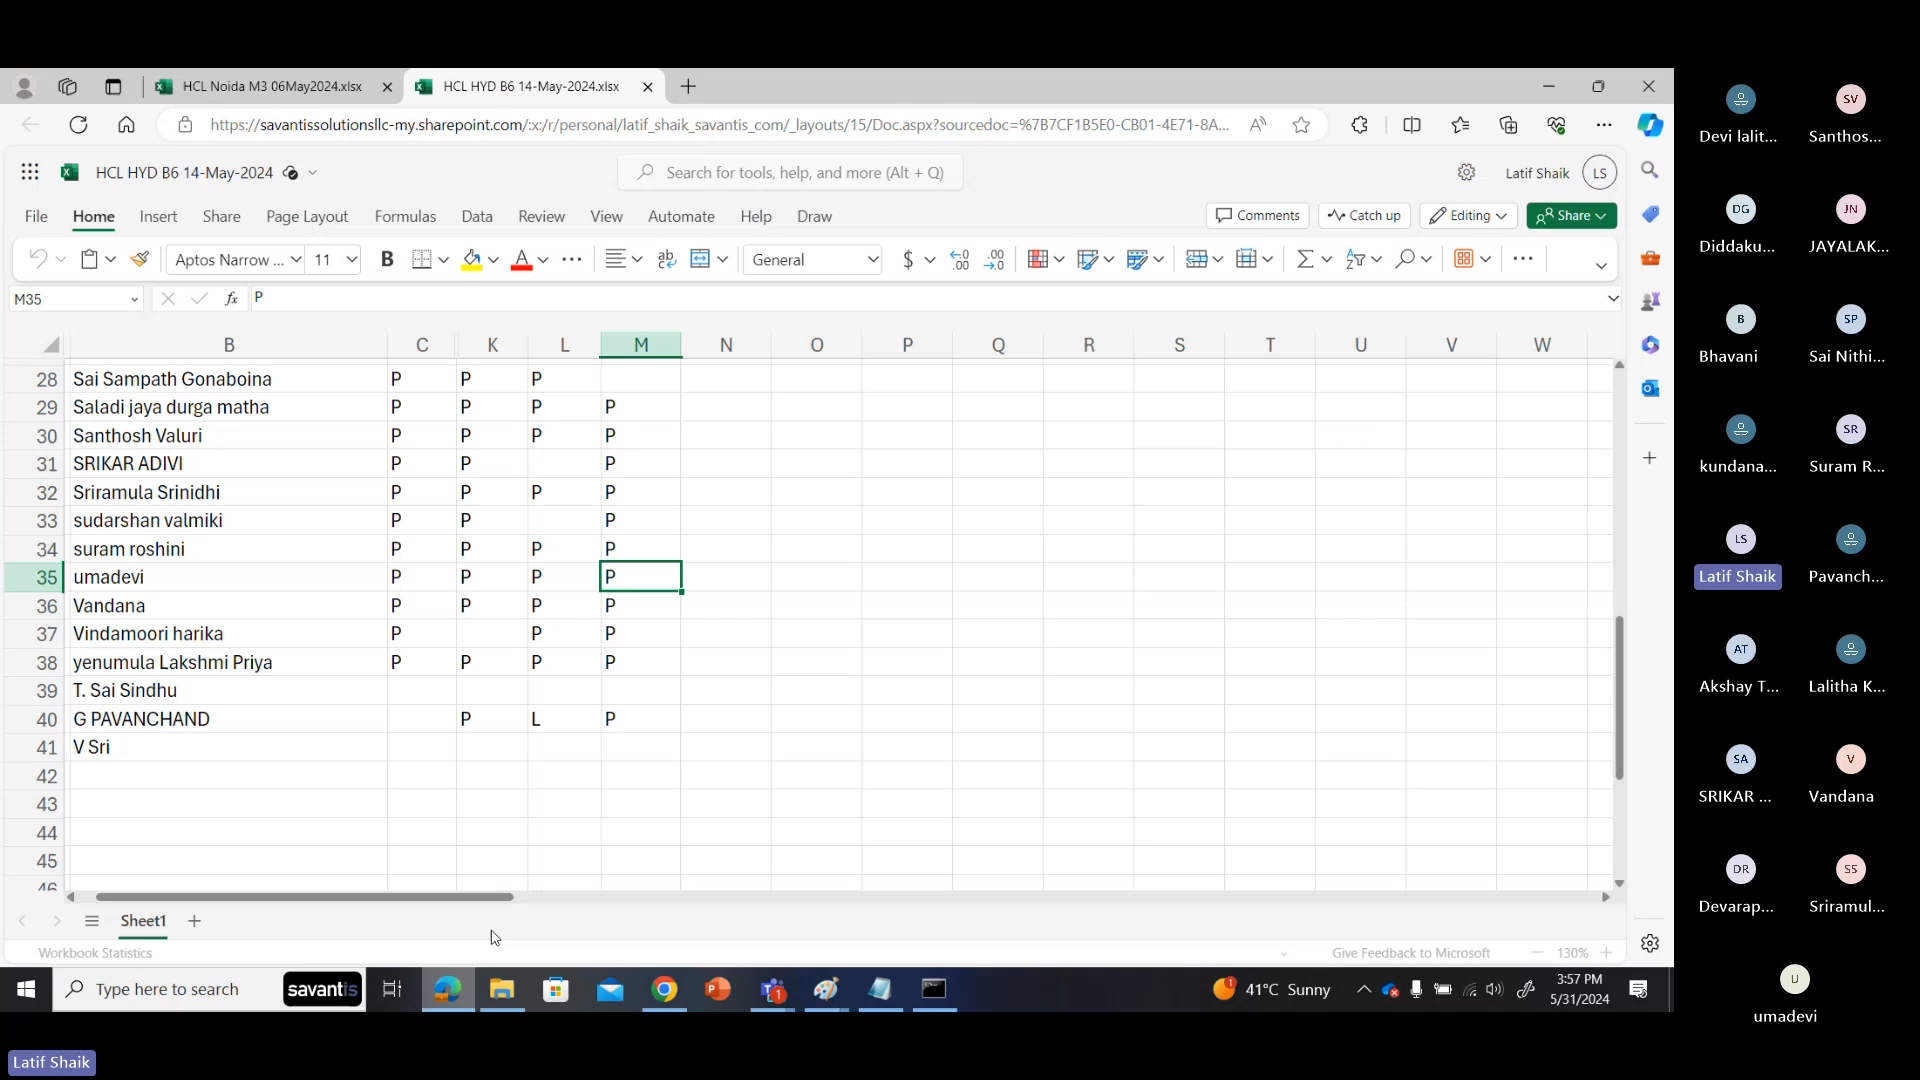 HCL Noida M3 06May2024.xlsx
HCL HYD B6 14-May-2024.xlsx
https://savantissolutionsllc-my.sharepoint.com/:x:/r/personal/latif_shaik_savantis_com/_layouts/15/Doc.aspx?sourcedoc=%7B7CF1B5E0-CB01-4E71-8A...
HCL HYD B6 14-May-2024
Search for tools, help, and more (Alt + Q)
Latif Shaik LS
File Home Insert Share Page Layout Formulas Data Review View Automate Help Draw
Comments Catch up Editing Share
Aptos Narrow ... 11 B A ab General $ .00 .00
M35 fx P
B C K L M N O P Q R S T U V W
28 Sai Sampath Gonaboina P P P
29 Saladi jaya durga matha P P P P
30 Santhosh Valuri P P P P
31 SRIKAR ADIVI P P P
32 Sriramula Srinidhi P P P P
33 sudarshan valmiki P P P
34 suram roshini P P P P
35 umadevi P P P P
36 Vandana P P P P
37 Vindamoori harika P P P
38 yenumula Lakshmi Priya P P P P
39 T. Sai Sindhu
40 G PAVANCHAND P L P
41 V Sri
42
43
44
45
46
Sheet1
Workbook Statistics
Give Feedback to Microsoft 130%
Type here to search savantis
1
41°C Sunny
3:57 PM
5/31/2024
Devi lalit...
SV
Santhos...
DG
Diddaku...
JN
JAYALAK...
B
Bhavani
SP
Sai Nithi...
kundana...
SR
Suram R...
LS
Latif Shaik
Pavanch...
AT
Akshay T...
Lalitha K...
SA
SRIKAR ...
V
Vandana
DR
Devarap...
SS
Sriramul...
U
umadevi
Latif Shaik